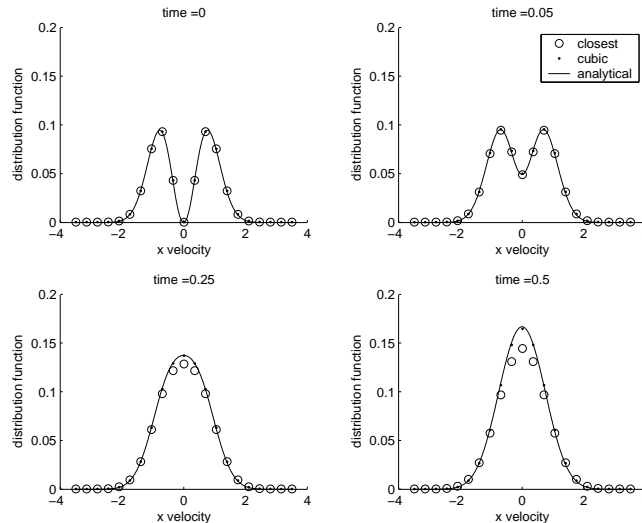 time =0
0.2
0.15
0.1
0.05
0
distribution function
−4
−2
0
2
4
x velocity
time =0.05
0.2
0.15
0.1
0.05
0
distribution function
−4
−2
0
2
x velocity
closest
cubic
analytical
time =0.25
0.2
0.15
0.1
0.05
0
distribution function
−4
−2
0
2
4
x velocity
time =0.5
0.2
0.15
0.1
0.05
0
distribution function
−4
−2
0
2
x velocity